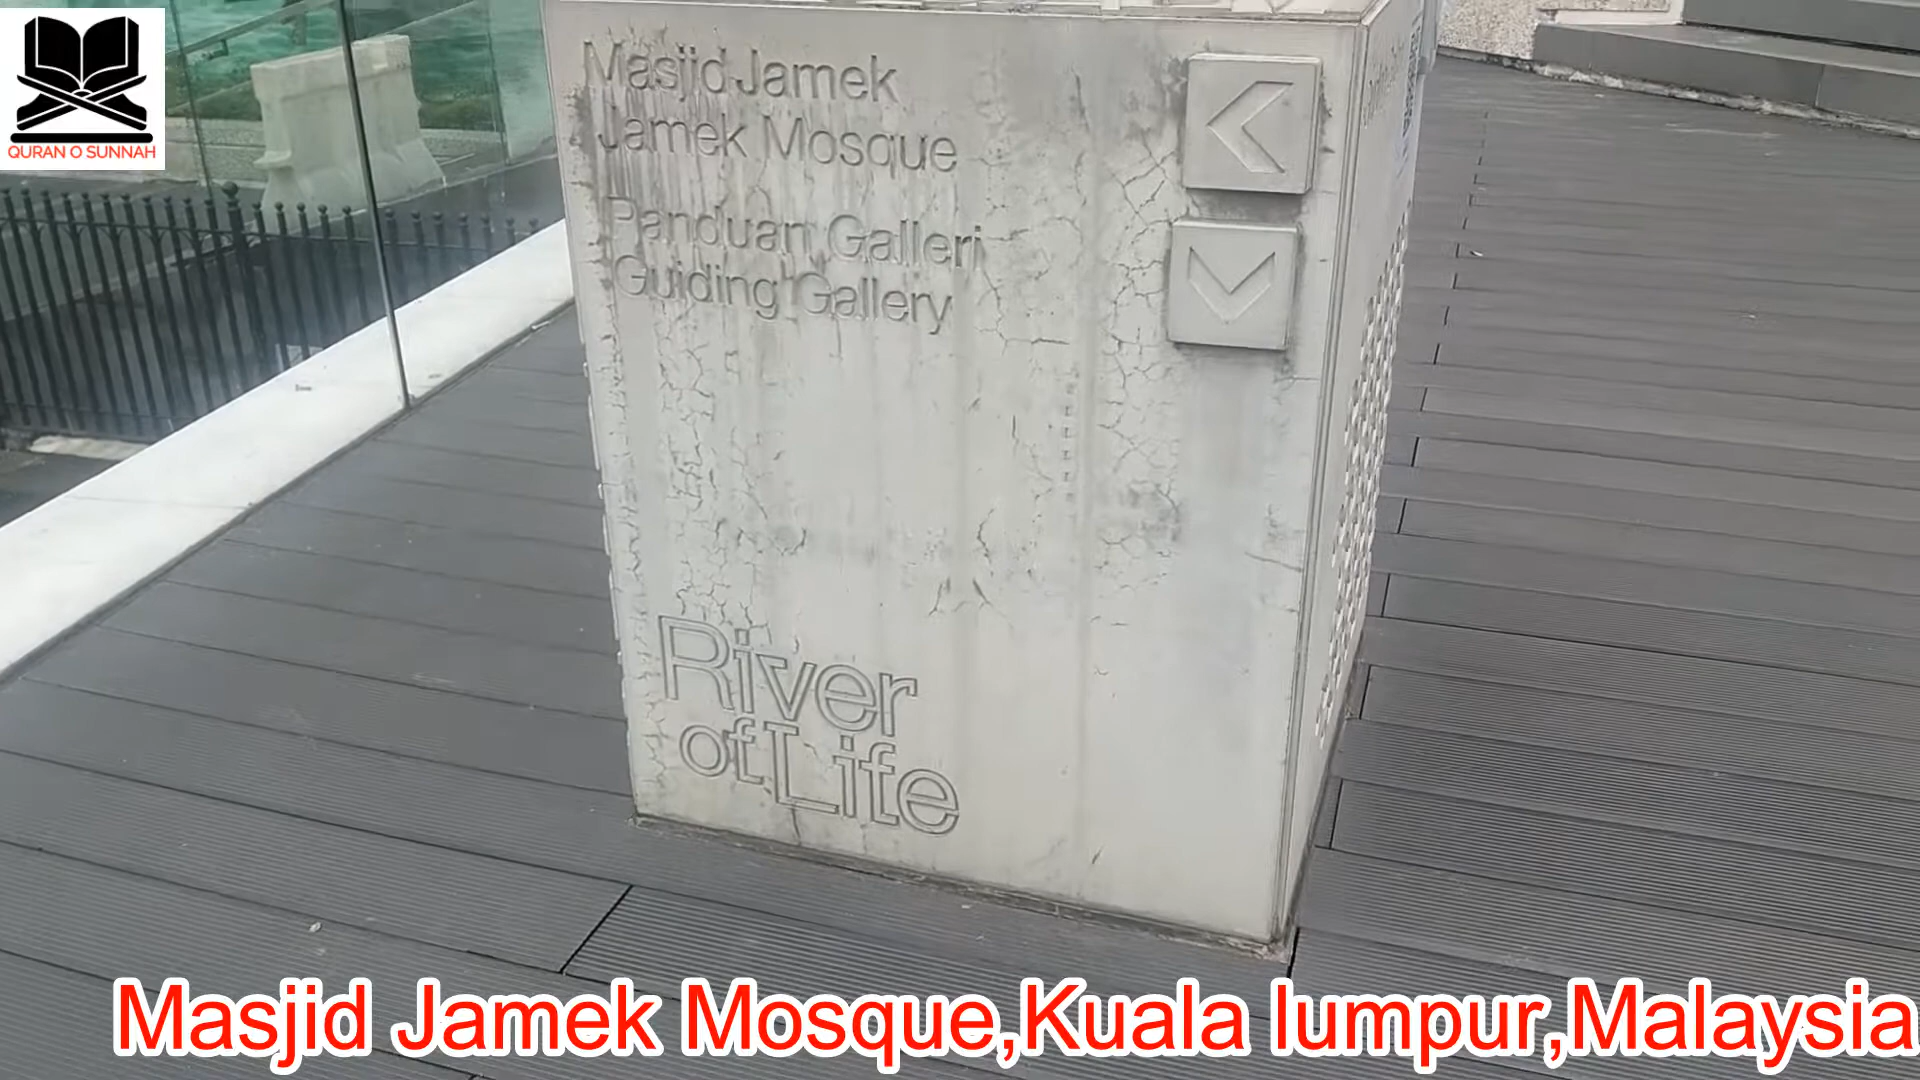 QURAN O SUNNAH
Masjid Jamek
Jamek Mosque
Panduan Galleri
Guiding Gallery
River
of Life
Masjid Jamek Mosque,Kuala lumpur,Malaysia